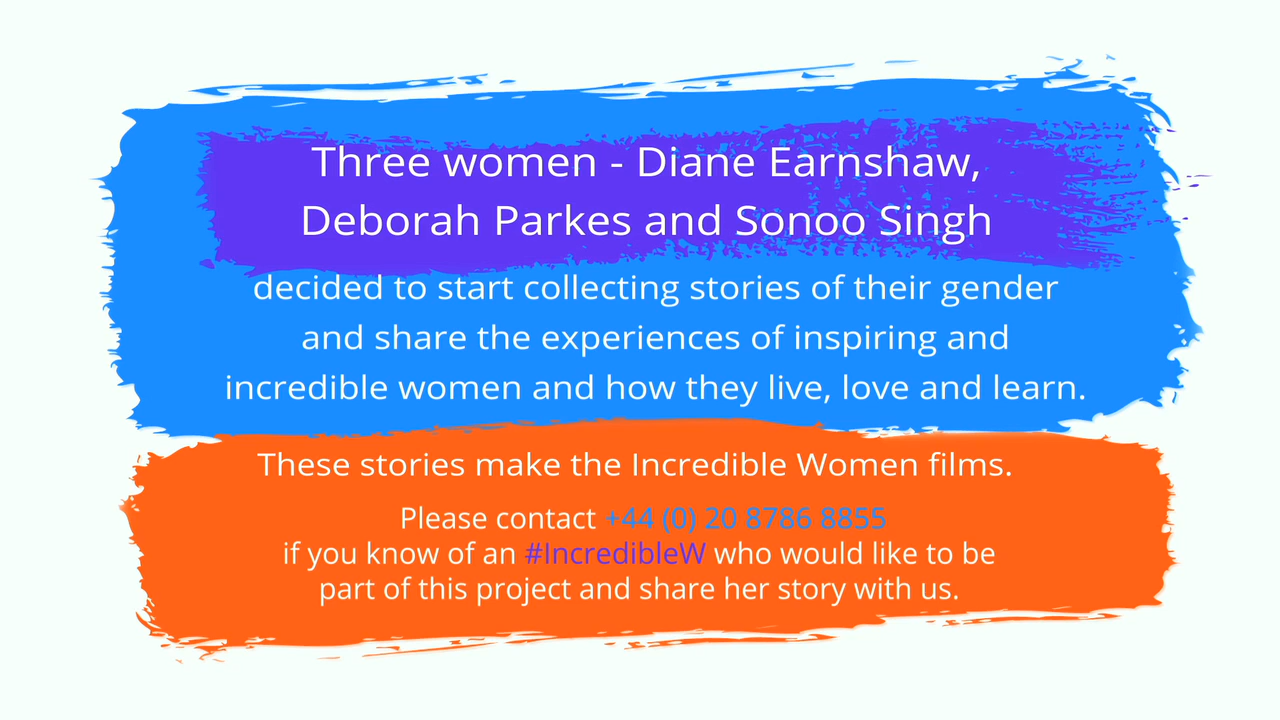 Three women - Diane Earnshaw,
Deborah Parkes and Sonoo Singh
decided to start collecting stories of their gender
and share the experiences of inspiring and
incredible women and how they live, love and learn.
These stories make the Incredible Women films.
Please contact +44 (0) 20 8786 8855
if you know of an #IncredibleW who would like to be
part of this project and share her story with us.